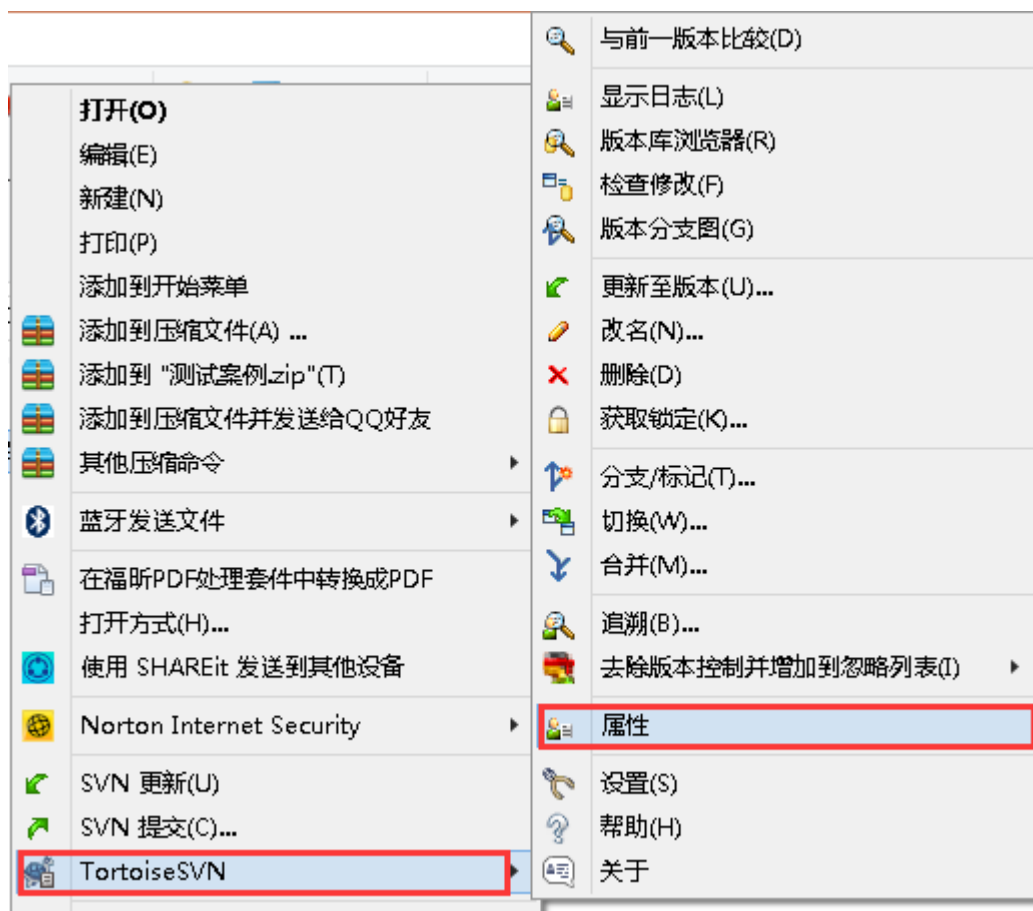 打开(O)
编辑(E)
新建(N)
打印(P)
添加到开始菜单
添加到压缩文件(A) ...
添加到 "测试案例.zip"(T)
添加到压缩文件并发送给QQ好友
其他压缩命令
蓝牙发送文件
在福昕PDF处理套件中转换成PDF
打开方式(H)...
使用 SHAREit 发送到其他设备
Norton Internet Security
SVN 更新(U)
SVN 提交(C)...
TortoiseSVN
与前一版本比较(D)
显示日志(L)
版本库浏览器(R)
检查修改(F)
版本分支图(G)
更新至版本(U)...
改名(N)...
删除(D)
获取锁定(K)...
分支/标记(T)...
切换(W)...
合并(M)...
追溯(B)...
去除版本控制并增加到忽略列表(I)
属性
设置(S)
帮助(H)
关于